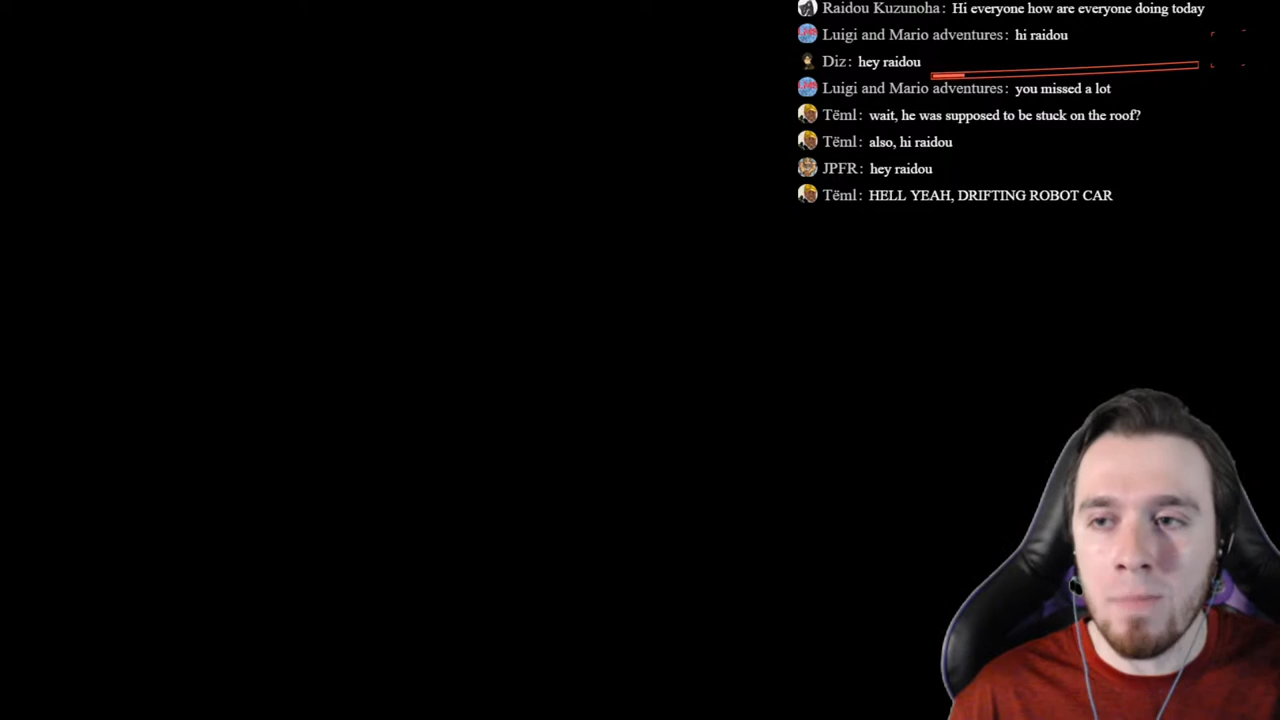 Raidou Kuzunoha: Hi everyone how are everyone doing today
Luigi and Mario adventures: hi raidou
Diz: hey raidou
Luigi and Mario adventures: you missed a lot
Tëml: wait, he was supposed to be stuck on the roof?
Tëml: also, hi raidou
JPFR: hey raidou
Tëml: HELL YEAH, DRIFTING ROBOT CAR